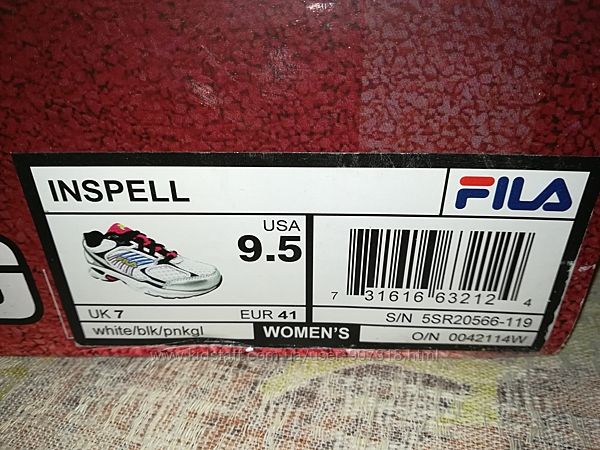 INSPELL
FILA
USA
9.5
UK 7
EUR 41
white/blk/pnkgl
WOMEN'S
7 31616 63212 4
S/N 5SR20566-119
O/N 0042114W